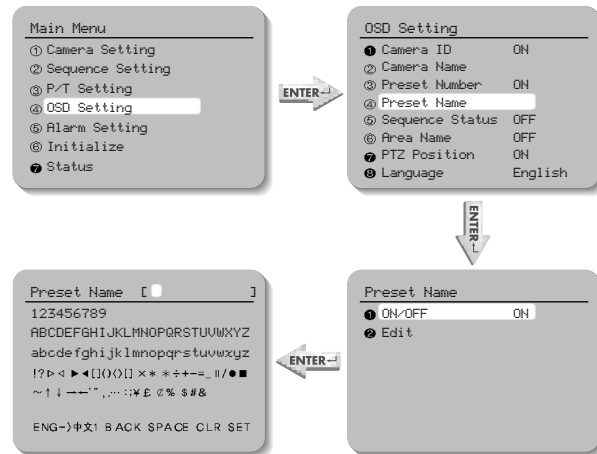 Main Menu
① Camera Setting
② Sequence Setting
③ P/T Setting
④ OSD Setting
⑤ Alarm Setting
⑥ Initialize
❼ Status
ENTER
OSD Setting
❶ Camera ID ON
② Camera Name
③ Preset Number ON
④ Preset Name
⑤ Sequence Status OFF
⑥ Area Name OFF
❼ PTZ Position ON
❽ Language English
ENTER
Preset Name
❶ ON/OFF ON
❷ Edit
ENTER
Preset Name [ ]
123456789
ABCDEFGHIJKLMNOPQRSTUVWXYZ
abcdefghijklmnopqrstuvwxyz
!?▷◁ ►◄[]()⟨⟩[] ×* *÷+-=_ ‖/●■
~↑↓→←¨",.…:;¥£ ¢% $#&
ENG->中文1 BACK SPACE CLR SET